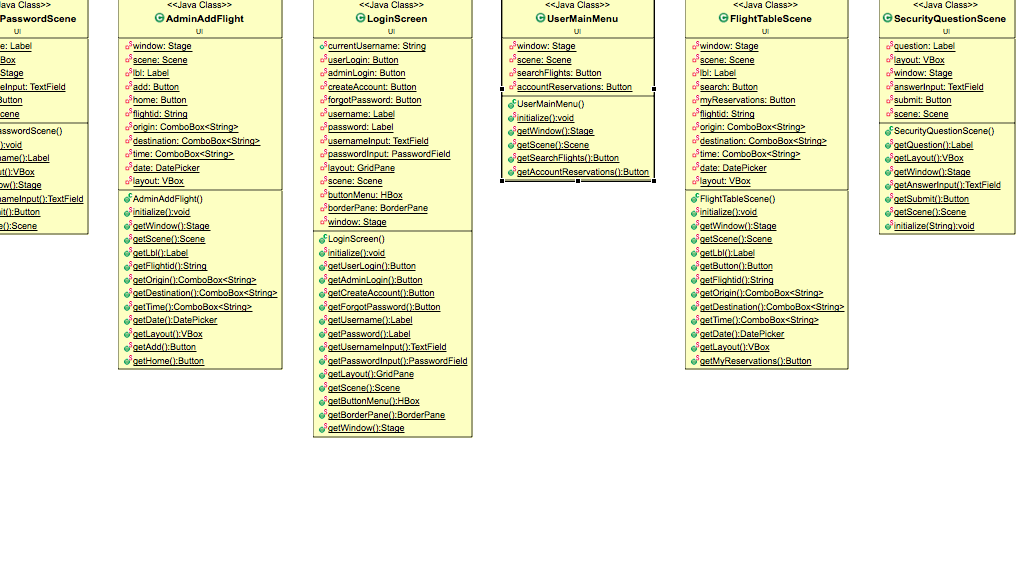 <<Java Class>>
PasswordScene
UI
e: Label
Box
Stage
eInput: TextField
Button
cene
asswordScene()
):void
ame():Label
ut():VBox
ow():Stage
nameInput():TextField
nit():Button
e():Scene
<<Java Class>>
AdminAddFlight
UI
window: Stage
scene: Scene
lbl: Label
add: Button
home: Button
flightid: String
origin: ComboBox<String>
destination: ComboBox<String>
time: ComboBox<String>
date: DatePicker
layout: VBox
AdminAddFlight()
initialize():void
getWindow():Stage
getScene():Scene
getLbl():Label
getFlightid():String
getOrigin():ComboBox<String>
getDestination():ComboBox<String>
getTime():ComboBox<String>
getDate():DatePicker
getLayout():VBox
getAdd():Button
getHome():Button
<<Java Class>>
LoginScreen
UI
currentUsername: String
userLogin: Button
adminLogin: Button
createAccount: Button
forgotPassword: Button
username: Label
password: Label
usernameInput: TextField
passwordInput: PasswordField
layout: GridPane
scene: Scene
buttonMenu: HBox
borderPane: BorderPane
window: Stage
LoginScreen()
initialize():void
getUserLogin():Button
getAdminLogin():Button
getCreateAccount():Button
getForgotPassword():Button
getUsername():Label
getPassword():Label
getUsernameInput():TextField
getPasswordInput():PasswordField
getLayout():GridPane
getScene():Scene
getButtonMenu():HBox
getBorderPane():BorderPane
getWindow():Stage
<<Java Class>>
UserMainMenu
UI
window: Stage
scene: Scene
searchFlights: Button
accountReservations: Button
UserMainMenu()
initialize():void
getWindow():Stage
getScene():Scene
getSearchFlights():Button
getAccountReservations():Button
<<Java Class>>
FlightTableScene
UI
window: Stage
scene: Scene
lbl: Label
search: Button
myReservations: Button
flightid: String
origin: ComboBox<String>
destination: ComboBox<String>
time: ComboBox<String>
date: DatePicker
layout: VBox
FlightTableScene()
initialize():void
getWindow():Stage
getScene():Scene
getLbl():Label
getButton():Button
getFlightid():String
getOrigin():ComboBox<String>
getDestination():ComboBox<String>
getTime():ComboBox<String>
getDate():DatePicker
getLayout():VBox
getMyReservations():Button
<<Java Class>>
SecurityQuestionScene
UI
question: Label
layout: VBox
window: Stage
answerInput: TextField
submit: Button
scene: Scene
SecurityQuestionScene()
getQuestion():Label
getLayout():VBox
getWindow():Stage
getAnswerInput():TextField
getSubmit():Button
getScene():Scene
initialize(String):void